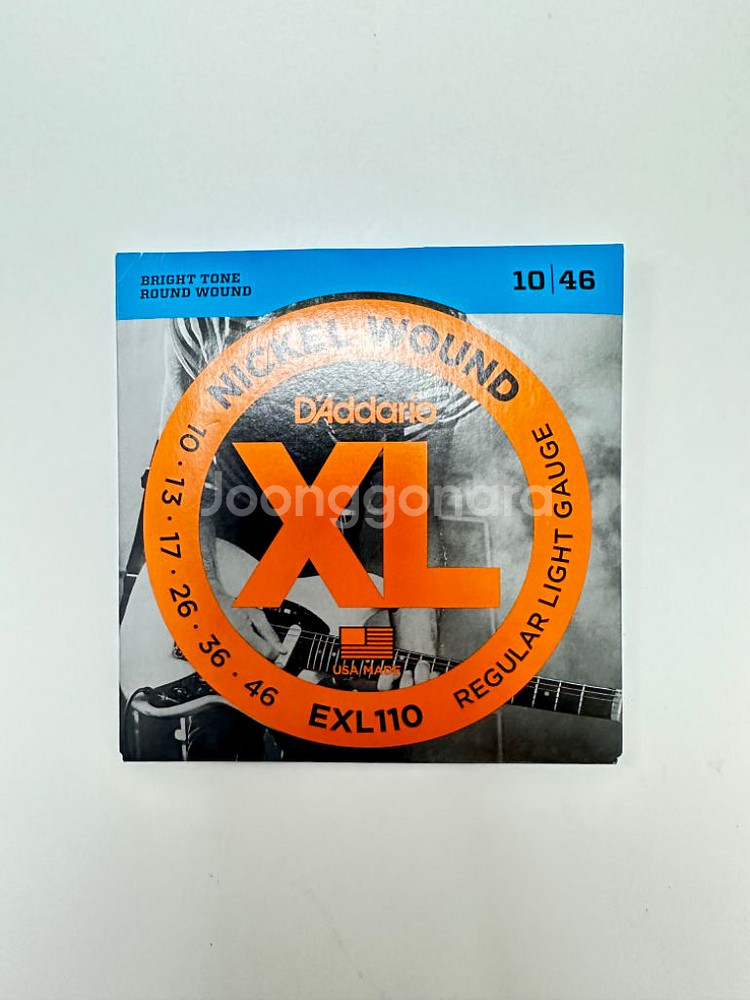 BRIGHT TONE
ROUND WOUND
10|46
NICKEL WOUND
D'Addario
XL
Joonggonara
10 · 13 · 17 · 26 · 36 · 46
REGULAR LIGHT GAUGE
USA MADE
EXL110